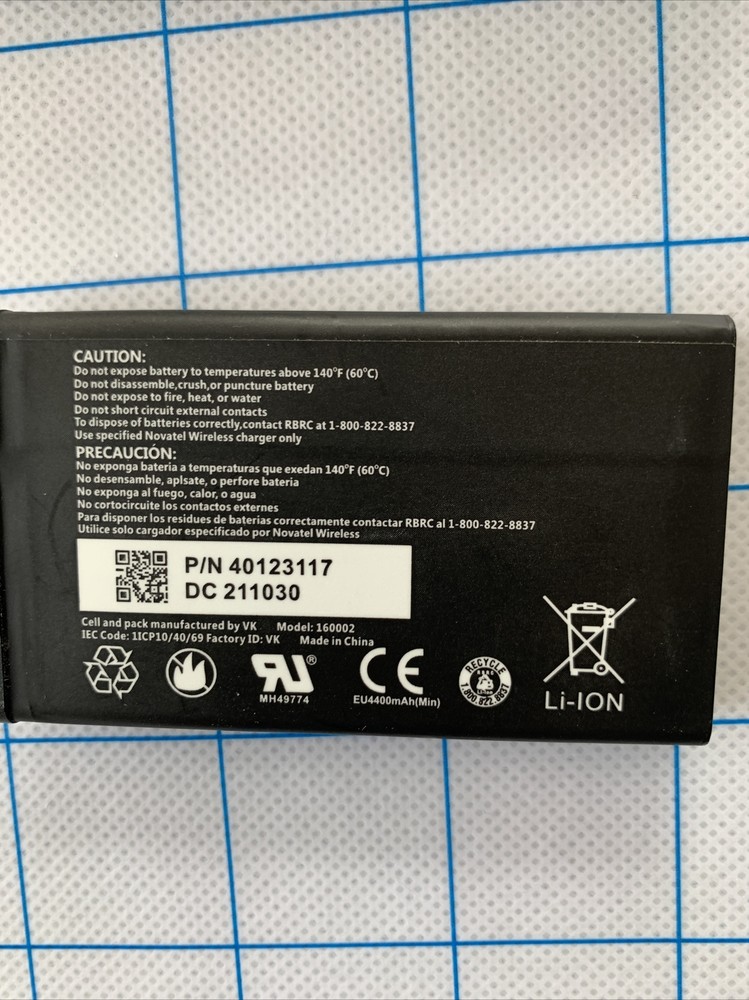 CAUTION:
Do not expose battery to temperatures above 140°F (60°C)
Do not disassemble,crush,or puncture battery
Do not expose to fire, heat, or water
Do not short circuit external contacts
To dispose of batteries correctly,contact RBRC at 1-800-822-8837
Use specified Novatel Wireless charger only
PRECAUCIÓN:
No exponga bateria a temperaturas que exedan 140°F (60°C)
No desensamble, aplsate, o perfore bateria
No exponga al fuego, calor, o agua
No cortocircuite los contactos externes
Para disponer los residues de baterias correctamente contactar RBRC al 1-800-822-8837
Utilice solo cargador especificado por Novatel Wireless
P/N 40123117
DC 211030
Cell and pack manufactured by VK Model: 160002
IEC Code: 1ICP10/40/69 Factory ID: VK Made in China
RU®
MH49774
CE
EU4400mAh(Min)
RECYCLE
RBRC
Li-Ion
1.800.822.8837
Li-ION